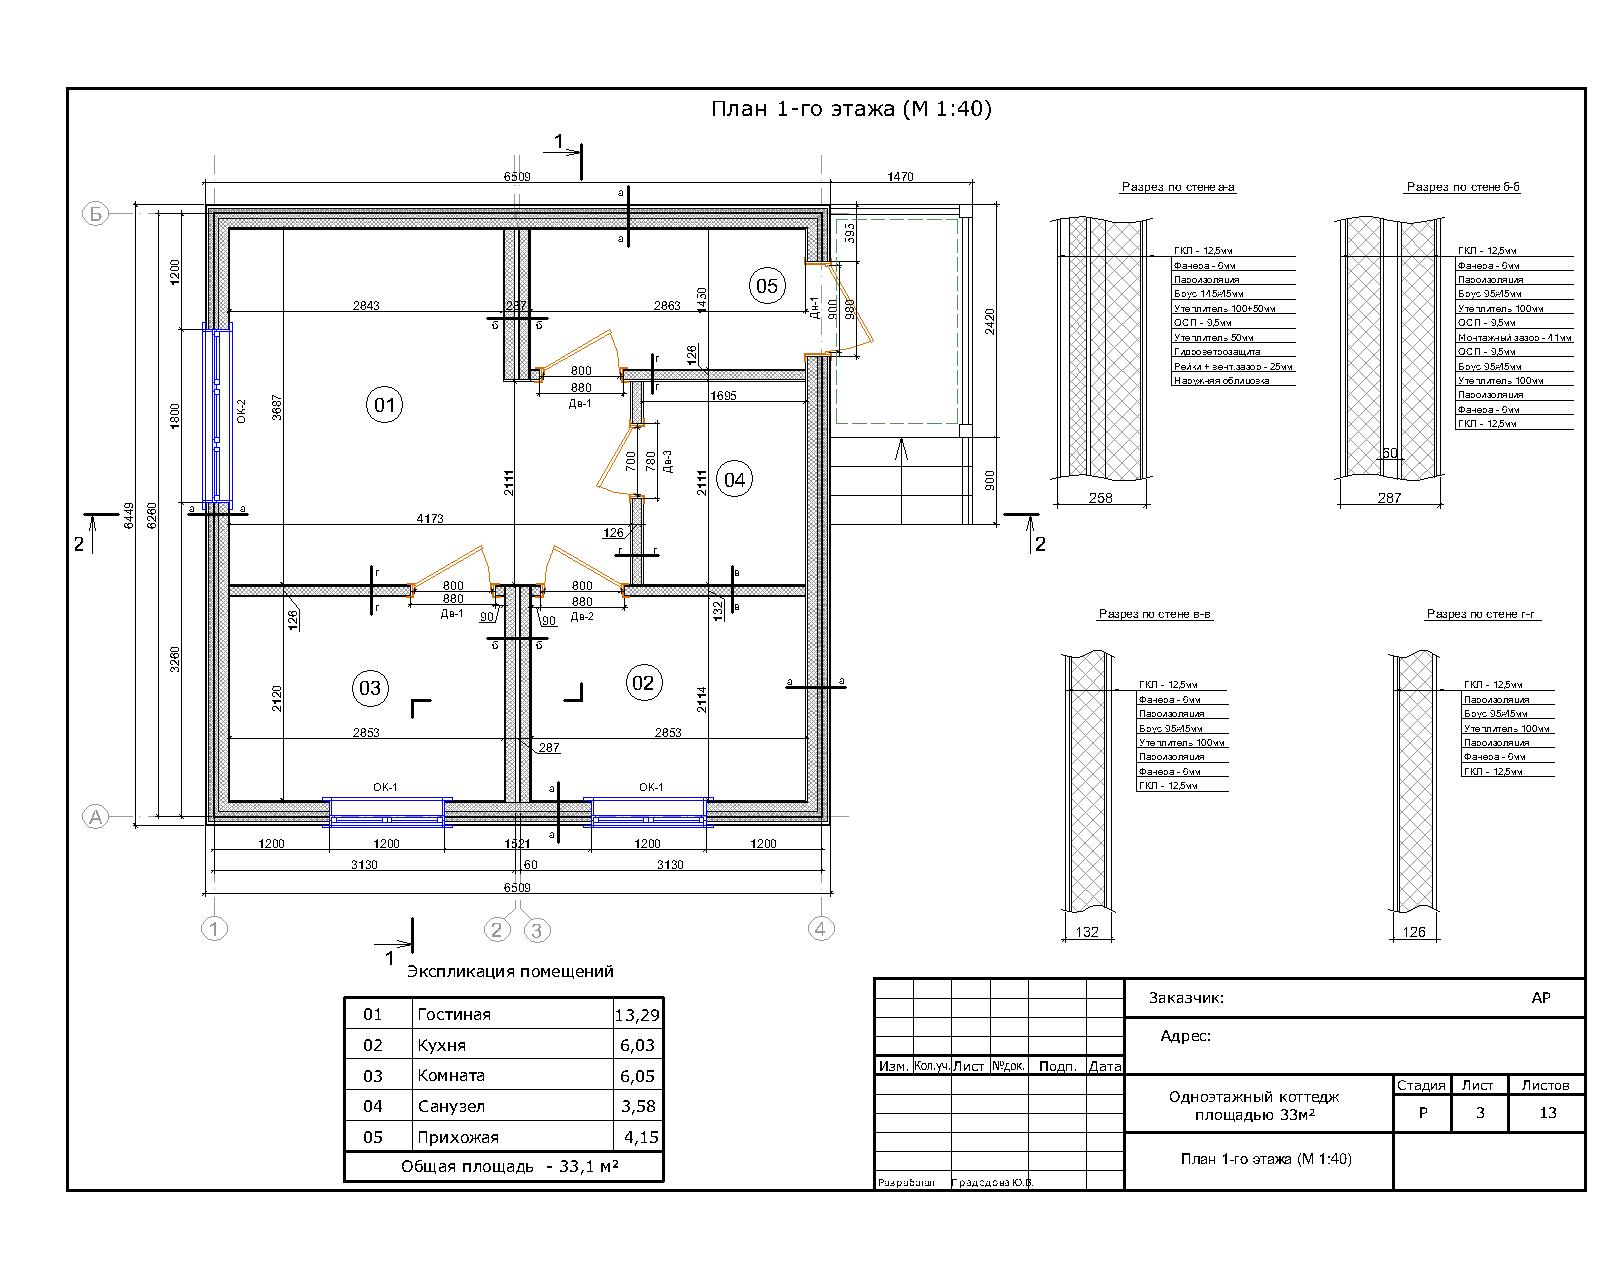 План 1-го этажа (М 1:40)
1
6509
1470
Б
а
а
1200
1800
3260
6449
6260
2843
287
2863
1450
05
Дн-1
900
980
595
2420
900
б б
г
г
126
800
880
Дв-1
1695
01
ОК-2
3687
2111
700
780
Дв-3
2111
04
4173
126
а а
2
2
г г
г
г
800
880
Дв-1
90
800
880
Дв-2
90
в
в
132
126
б б
03
02
а а
2120
2114
2853
287
2853
ОК-1
ОК-1
а
а
А
1200
1200
1521
1200
1200
3130
60
3130
6509
1
2
3
4
1
Разрез по стене а-а
ГКЛ - 12,5мм
Фанера - 6мм
Пароизоляция
Брус 145х45мм
Утеплитель 100+50мм
ОСП - 9,5мм
Утеплитель 50мм
Гидроветрозащита
Рейки + вент.зазор - 25мм
Наружняя облицовка
258
Разрез по стене б-б
ГКЛ - 12,5мм
Фанера - 6мм
Пароизоляция
Брус 95х45мм
Утеплитель 100мм
ОСП - 9,5мм
Монтажный зазор - 41мм
ОСП - 9,5мм
Брус 95х45мм
Утеплитель 100мм
Пароизоляция
Фанера - 6мм
ГКЛ - 12,5мм
60
287
Разрез по стене в-в
ГКЛ - 12,5мм
Фанера - 6мм
Пароизоляция
Брус 95х45мм
Утеплитель 100мм
Пароизоляция
Фанера - 6мм
ГКЛ - 12,5мм
132
Разрез по стене г-г
ГКЛ - 12,5мм
Пароизоляция
Брус 95х45мм
Утеплитель 100мм
Пароизоляция
Фанера - 6мм
ГКЛ - 12,5мм
126
Экспликация помещений
01 Гостиная 13,29
02 Кухня 6,03
03 Комната 6,05
04 Санузел 3,58
05 Прихожая 4,15
Общая площадь - 33,1 м²
Заказчик: АР
Адрес:
Изм. Кол.уч. Лист №док. Подп. Дата
Одноэтажный коттедж
площадью 33м²
Стадия Лист Листов
Р 3 13
План 1-го этажа (М 1:40)
Разработал